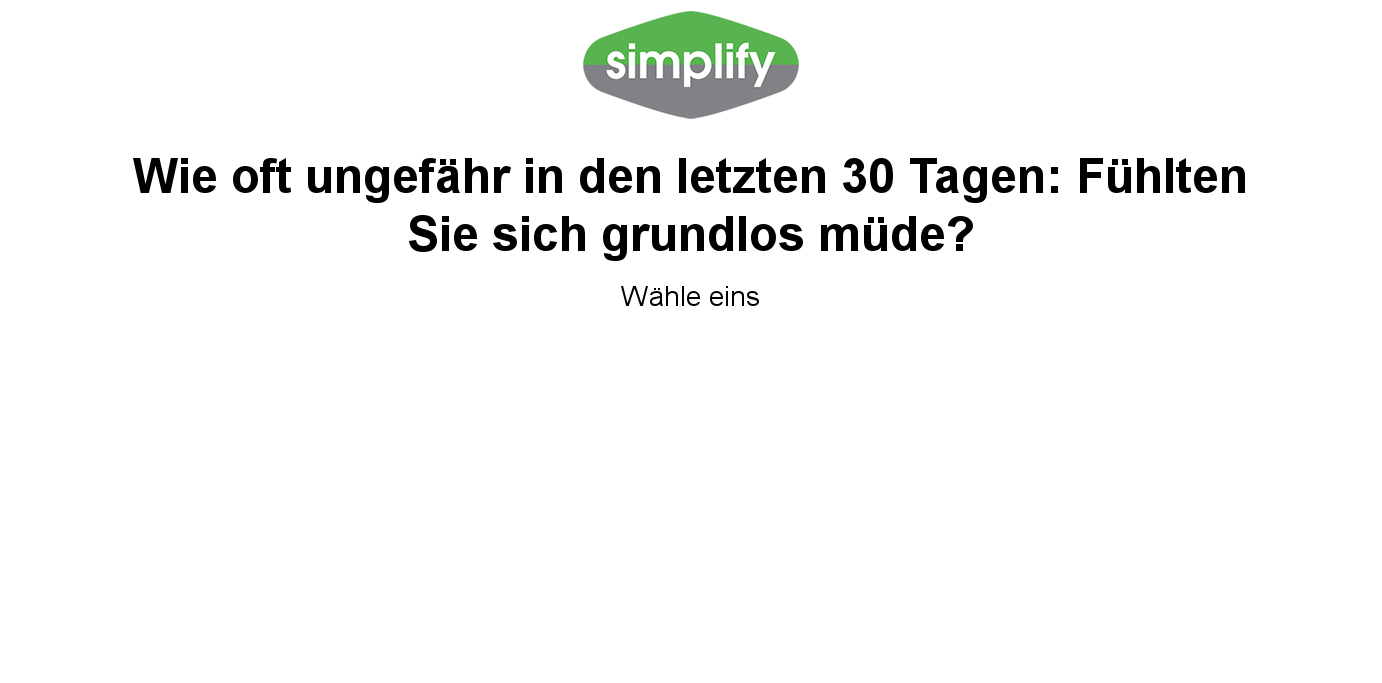 simplify
Wie oft ungefähr in den letzten 30 Tagen: Fühlten
Sie sich grundlos müde?
Wähle eins